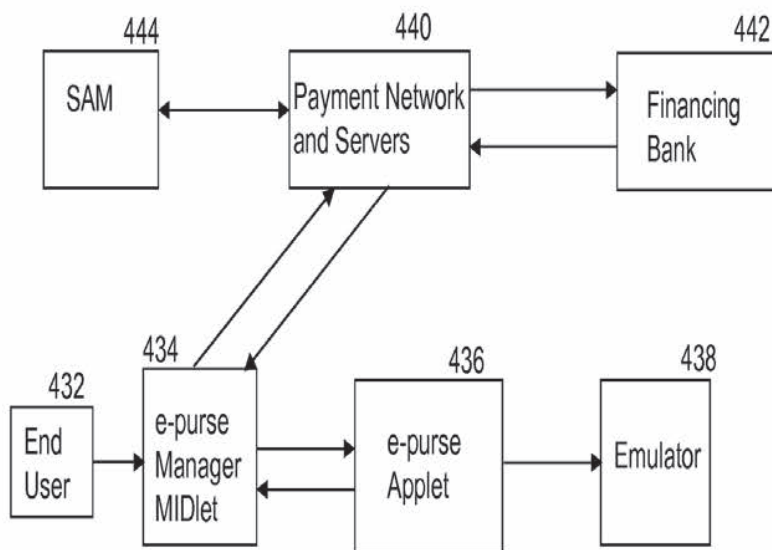 444
440
442
SAM
Payment Network
and Servers
Financing
Bank
432
434
436
438
End
User
e-purse
Manager
MIDlet
e-purse
Applet
Emulator